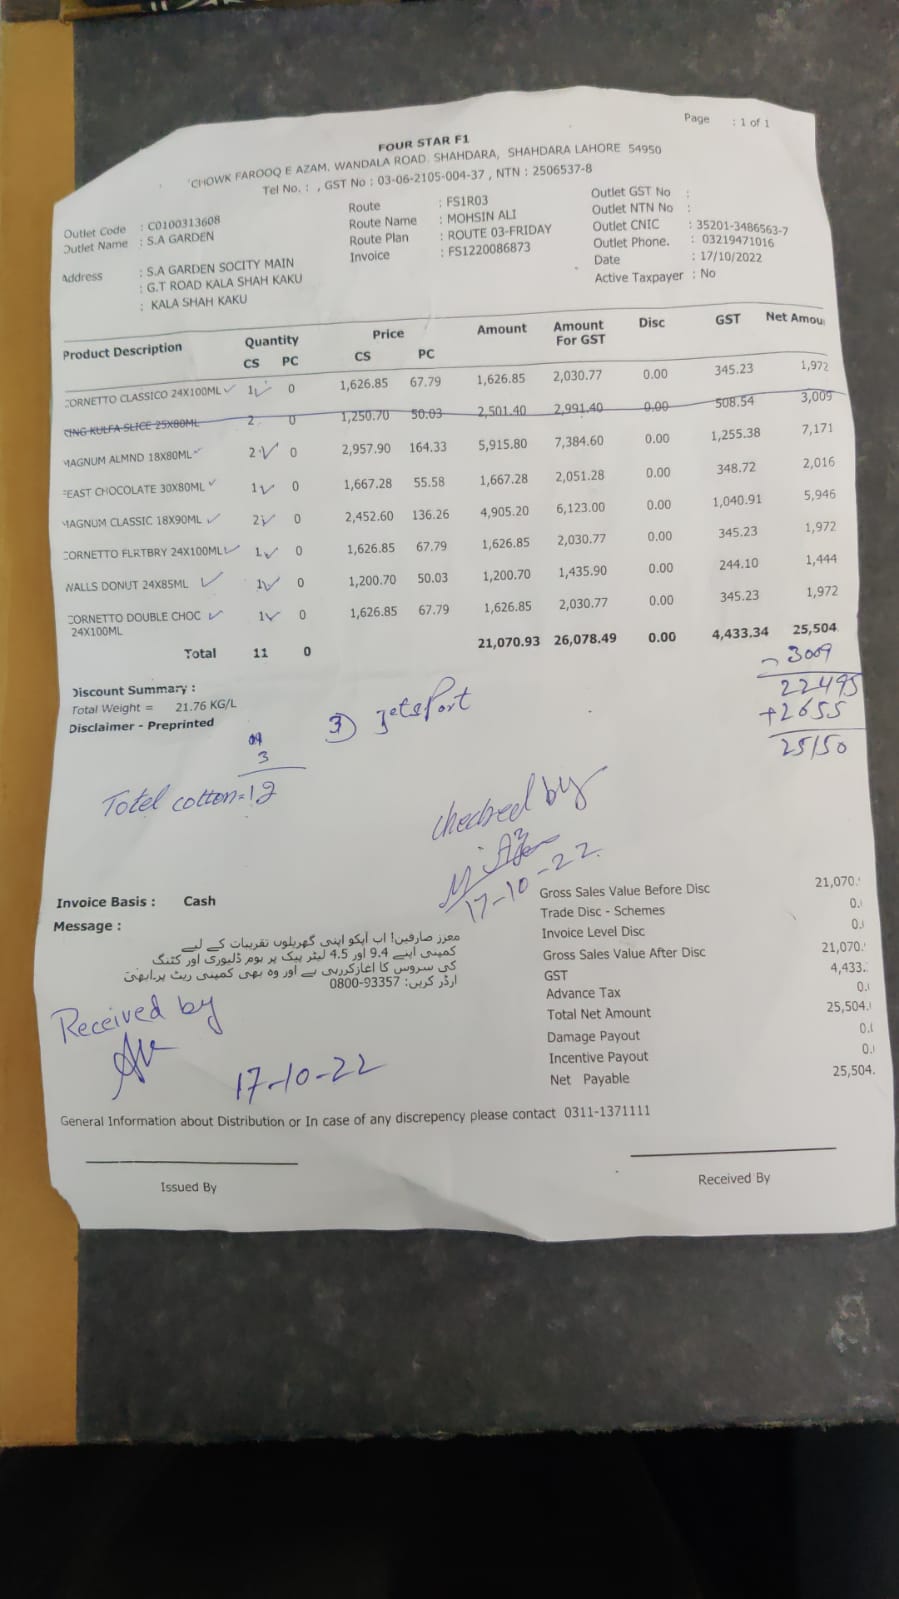 Page : 1 of 1
FOUR STAR F1
CHOWK FAROOQ E AZAM. WANDALA ROAD. SHAHDARA, SHAHDARA LAHORE 54950
Tel No. : , GST No : 03-06-2105-004-37 , NTN : 2506537-8
Outlet Code : C0100313608
Outlet Name : S.A GARDEN
Address : S.A GARDEN SOCITY MAIN
: G.T ROAD KALA SHAH KAKU
: KALA SHAH KAKU
Route : FS1R03
Route Name : MOHSIN ALI
Route Plan : ROUTE 03-FRIDAY
Invoice : FS1220086873
Outlet GST No :
Outlet NTN No :
Outlet CNIC : 35201-3486563-7
Outlet Phone. : 03219471016
Date : 17/10/2022
Active Taxpayer : No
Product Description Quantity Price Amount Amount For GST Disc GST Net Amou
CS PC CS PC
CORNETTO CLASSICO 24X100ML 1 0 1,626.85 67.79 1,626.85 2,030.77 0.00 345.23 1,972
KING KULFA SLICE 25X80ML 2 0 1,250.70 50.03 2,501.40 2,991.40 0.00 508.54 3,009
MAGNUM ALMND 18X80ML 2 0 2,957.90 164.33 5,915.80 7,384.60 0.00 1,255.38 7,171
FEAST CHOCOLATE 30X80ML 1 0 1,667.28 55.58 1,667.28 2,051.28 0.00 348.72 2,016
MAGNUM CLASSIC 18X90ML 2 0 2,452.60 136.26 4,905.20 6,123.00 0.00 1,040.91 5,946
CORNETTO FLRTBRY 24X100ML 1 0 1,626.85 67.79 1,626.85 2,030.77 0.00 345.23 1,972
WALLS DONUT 24X85ML 1 0 1,200.70 50.03 1,200.70 1,435.90 0.00 244.10 1,444
CORNETTO DOUBLE CHOC 1 0 1,626.85 67.79 1,626.85 2,030.77 0.00 345.23 1,972
24X100ML
Total 11 0 21,070.93 26,078.49 0.00 4,433.34 25,504
- 3009
22495
+2655
25150
Discount Summary :
Total Weight = 21.76 KG/L
Disclaimer - Preprinted
3) Jetsport
09
3
Totel cotton=12
checked by
17-10-22
Invoice Basis : Cash
Message :
معزز صارفین! اب آپکو اپنی گھریلوں تقریبات کے لیے
کمپنی اپنے 9.4 اور 4.5 لیٹر پیک پر ہوم ڈلیوری اور کٹنگ
کی سروس کا آغازکررہی ہے اور وہ بھی کمپنی ریٹ پر.ابھی
آرڈر کریں: 93357-0800
Received by
17-10-22
Gross Sales Value Before Disc 21,070.
Trade Disc - Schemes 0.
Invoice Level Disc 0.
Gross Sales Value After Disc 21,070.
GST 4,433.
Advance Tax 0.
Total Net Amount 25,504.
Damage Payout 0.
Incentive Payout 0.
Net Payable 25,504.
General Information about Distribution or In case of any discrepency please contact 0311-1371111
Issued By
Received By